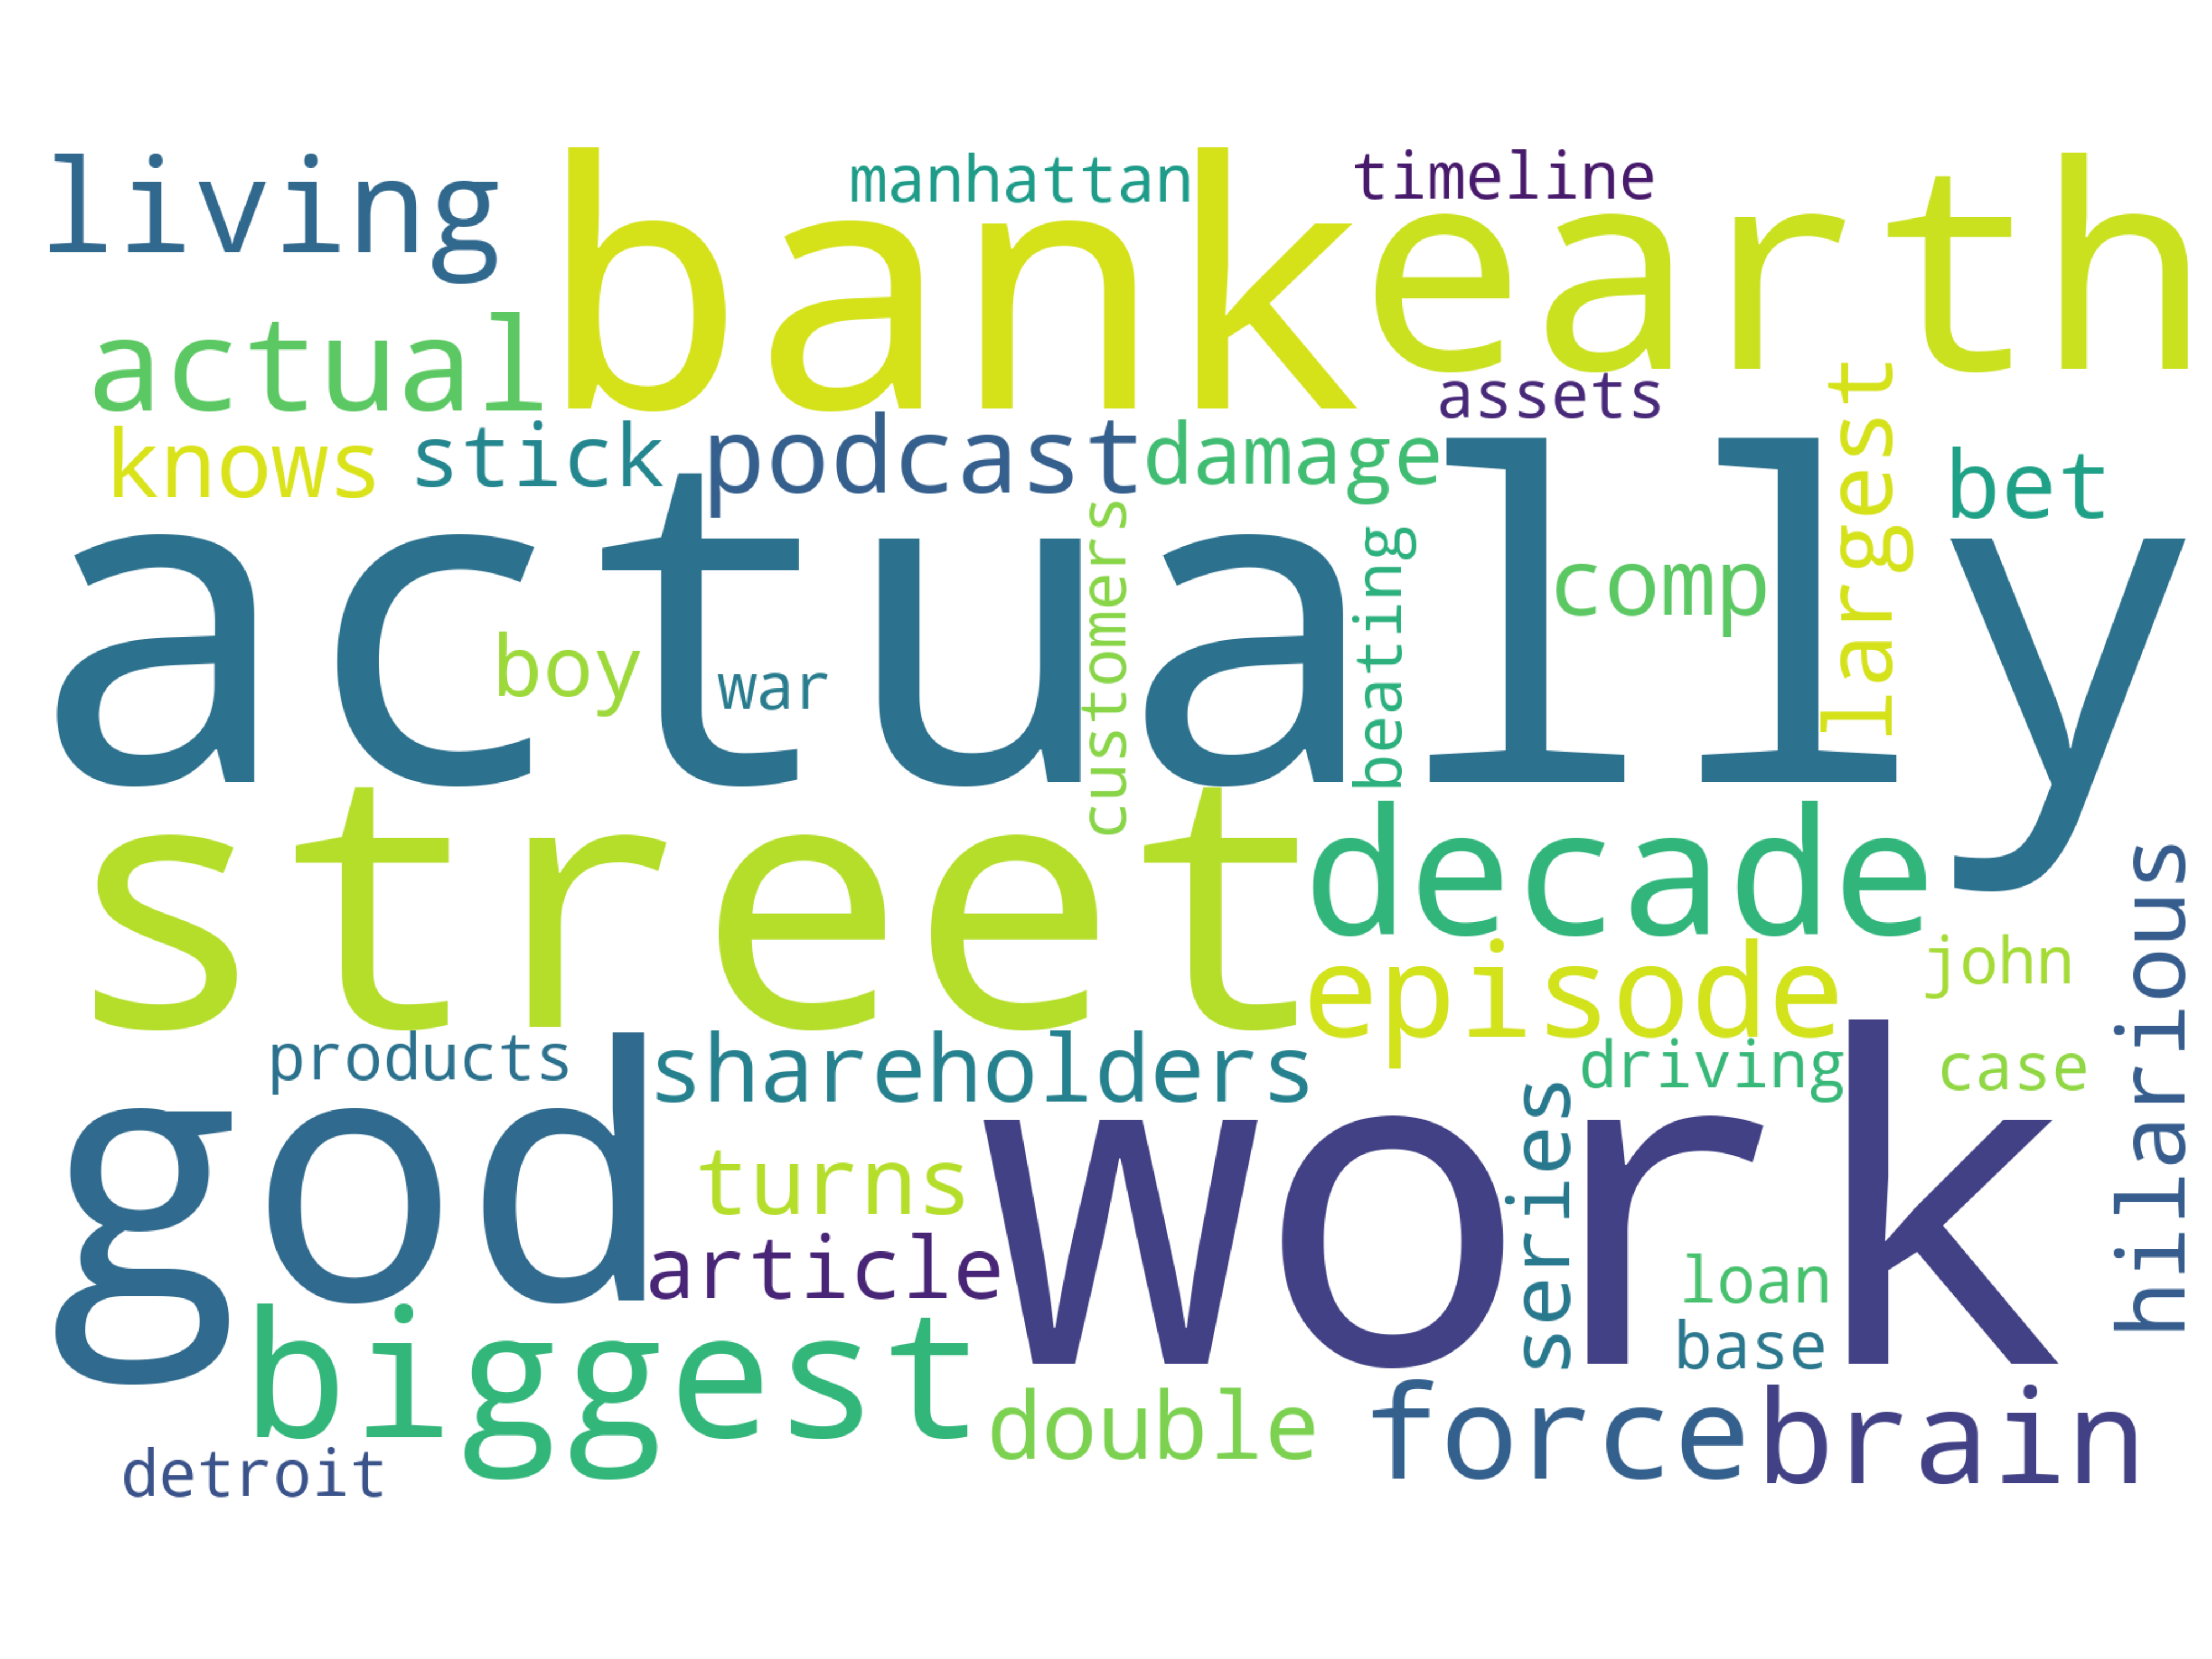 living
manhattan
timeline
bank
earth
actual
assets
knows
stick
podcast
damage
largest
bet
actually
customers
beating
comp
boy
war
street
decade
hilarious
episode
john
products
shareholders
driving
case
god
work
turns
series
article
loan
base
biggest
double
force
brain
detroit